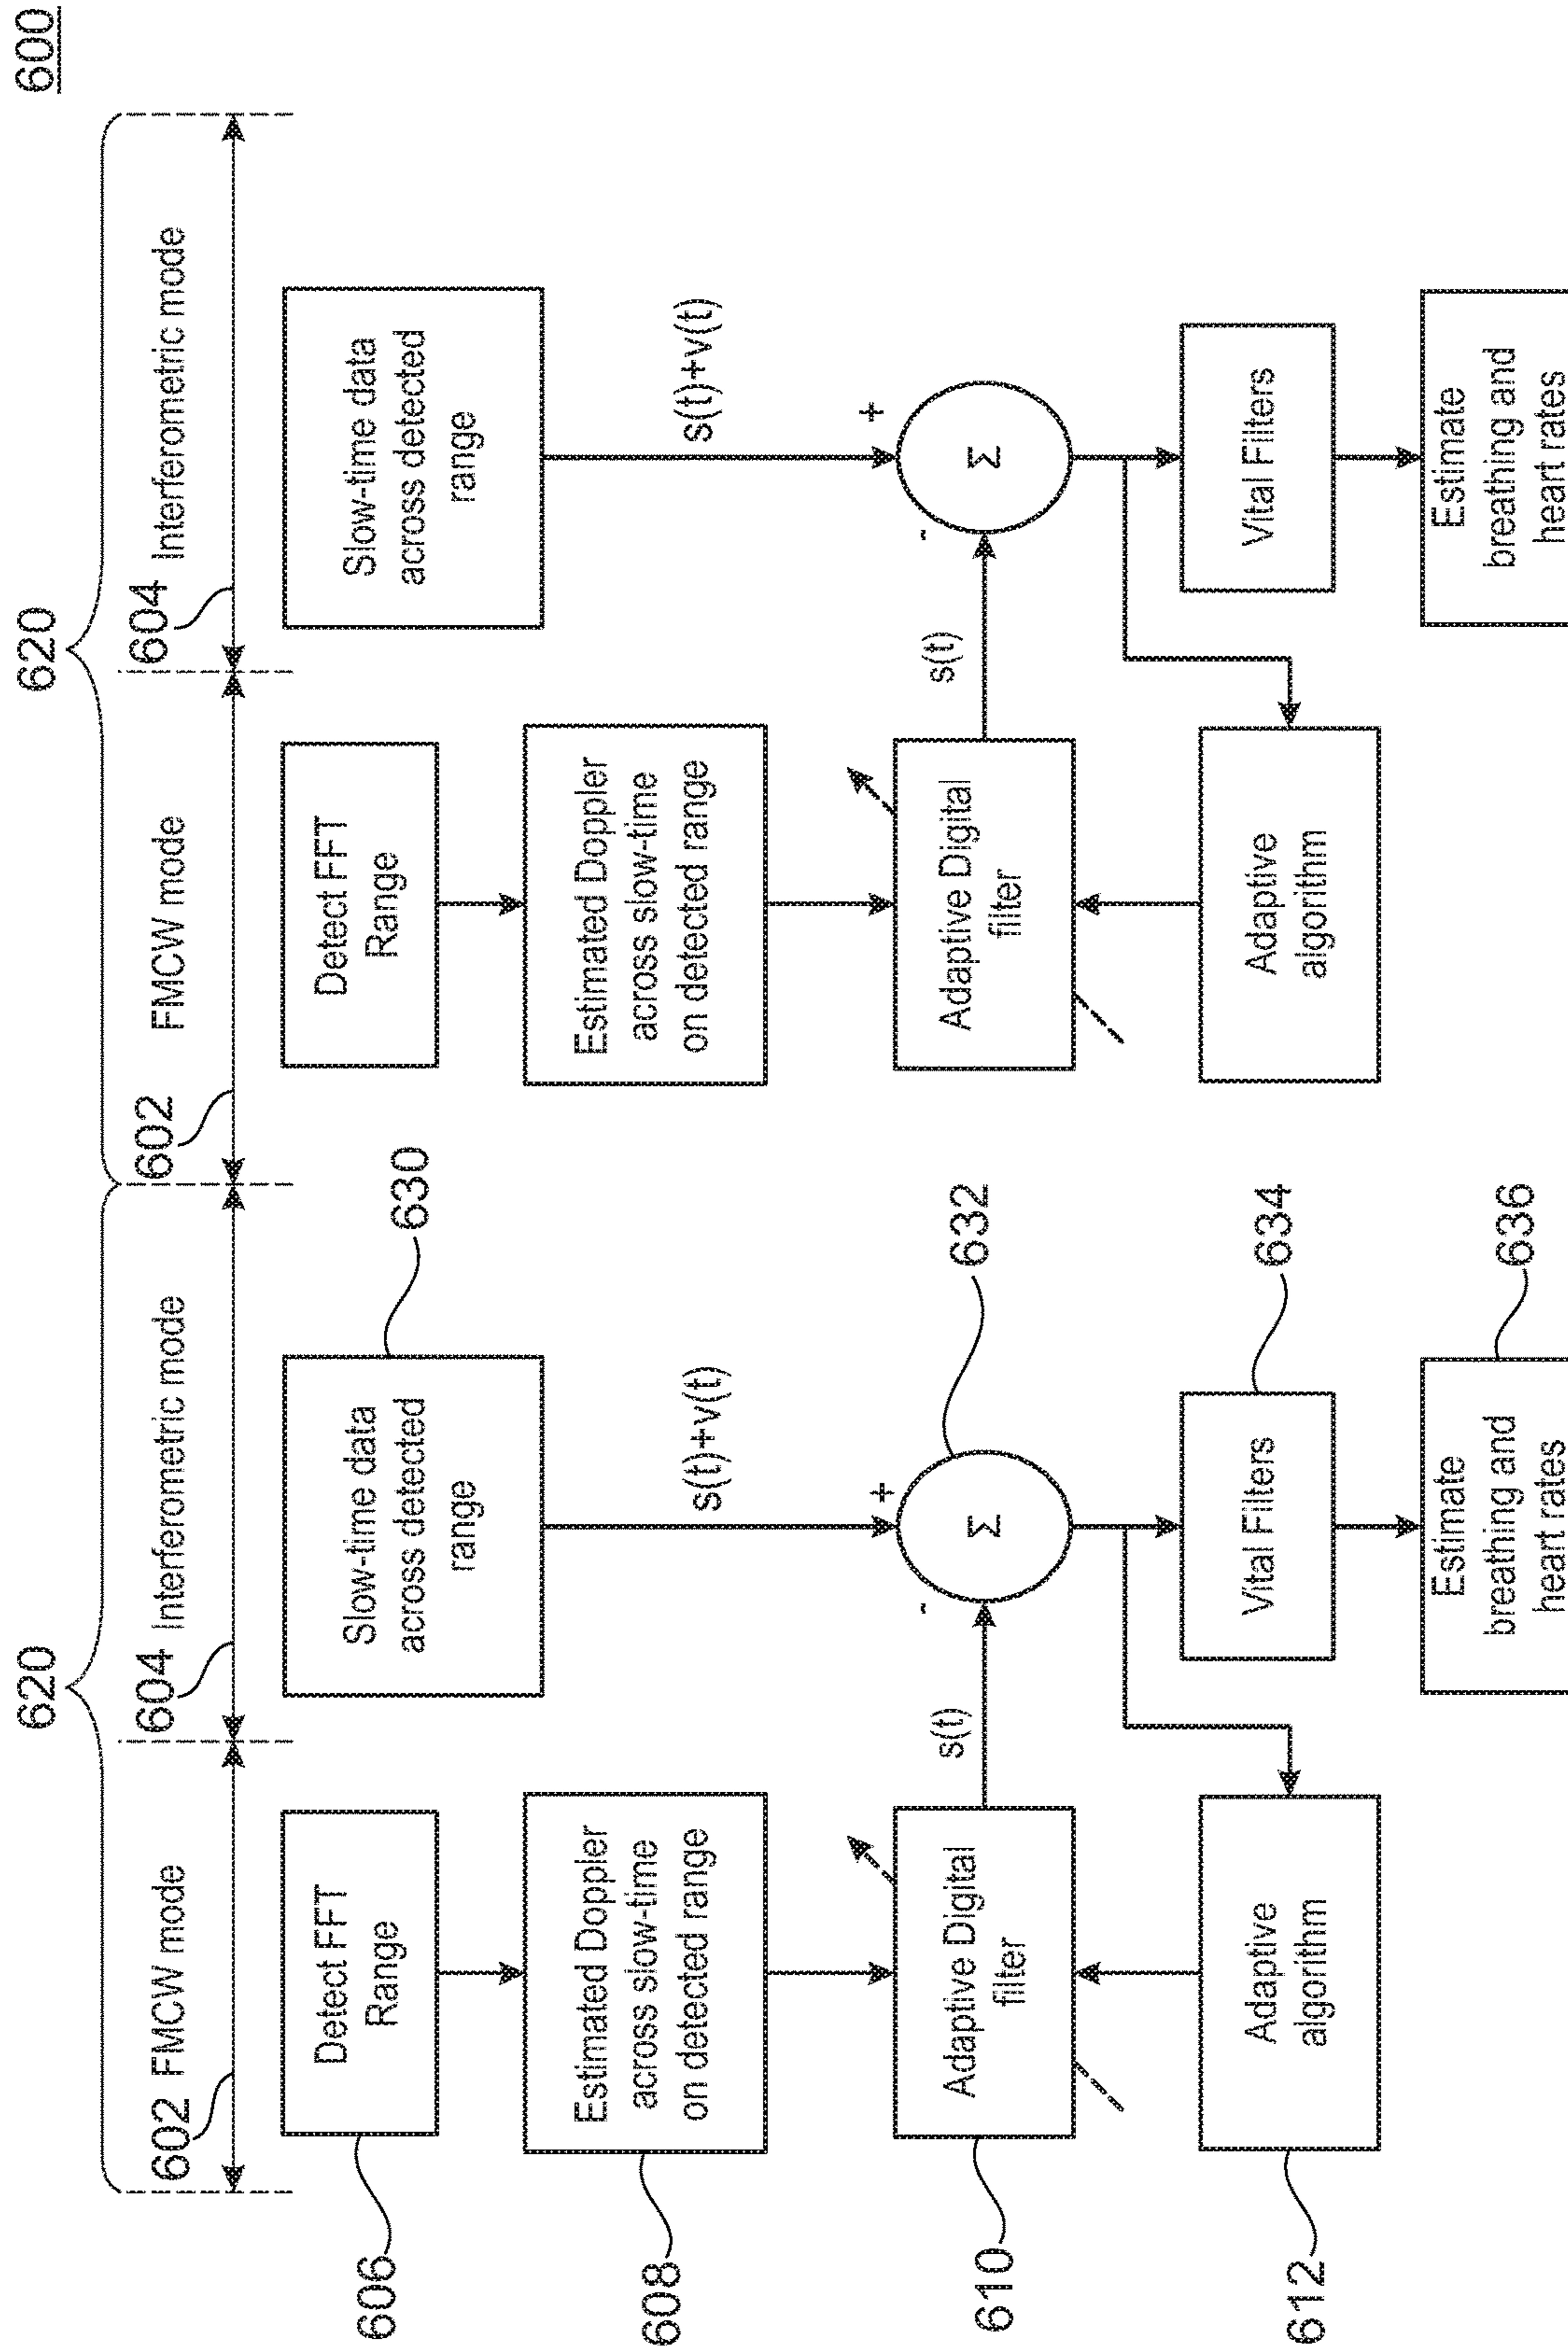 600
620
620
602
FMCW mode
604
Interferometric mode
602
FMCW mode
604
Interferometric mode
606
Detect FFT
Range
608
Estimated Doppler
across slow-time
on detected range
610
Adaptive Digital
filter
612
Adaptive
algorithm
s(t)
630
Slow-time data
across detected
range
s(t)+v(t)
+
-
Σ
632
Vital Filters
634
Estimate
breathing and
heart rates
636
Detect FFT
Range
Estimated Doppler
across slow-time
on detected range
Adaptive Digital
filter
Adaptive
algorithm
s(t)
Slow-time data
across detected
range
s(t)+v(t)
+
-
Σ
Vital Filters
Estimate
breathing and
heart rates